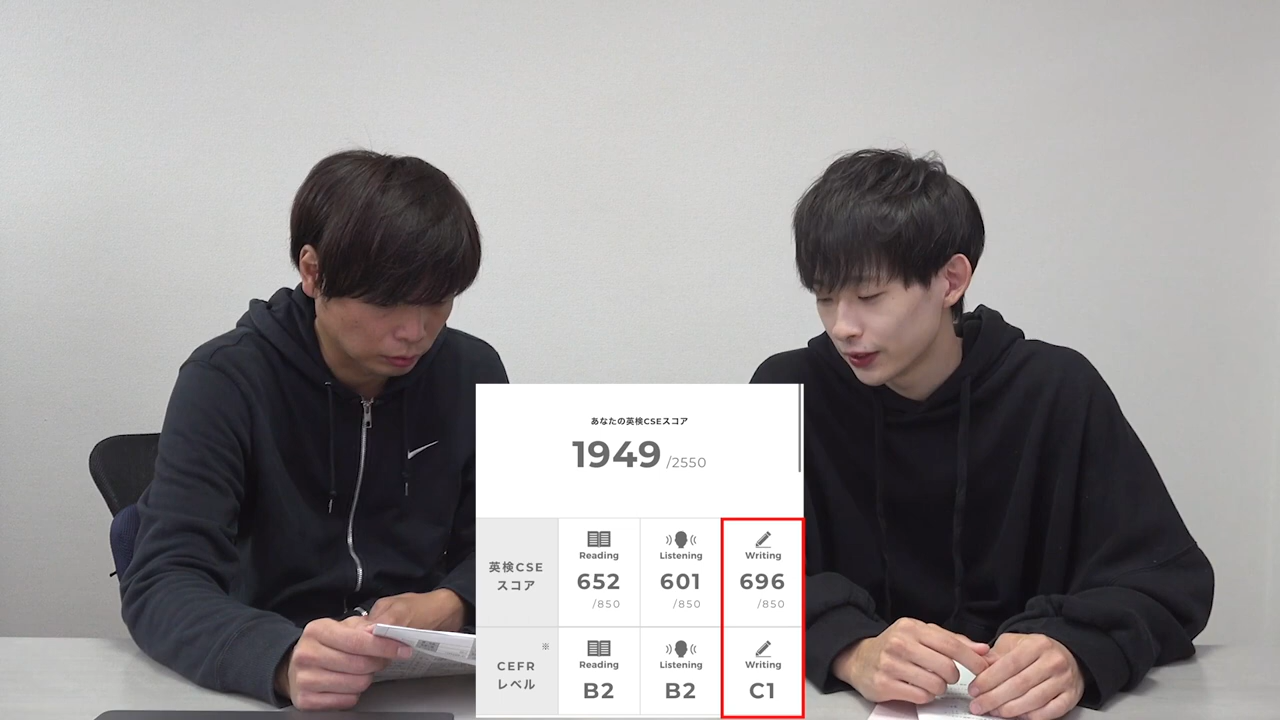 あなたの英検CSEスコア
1949 /2550
英検CSE
スコア
Reading
652
/850
Listening
601
/850
Writing
696
/850
※
CEFR
レベル
Reading
B2
Listening
B2
Writing
C1